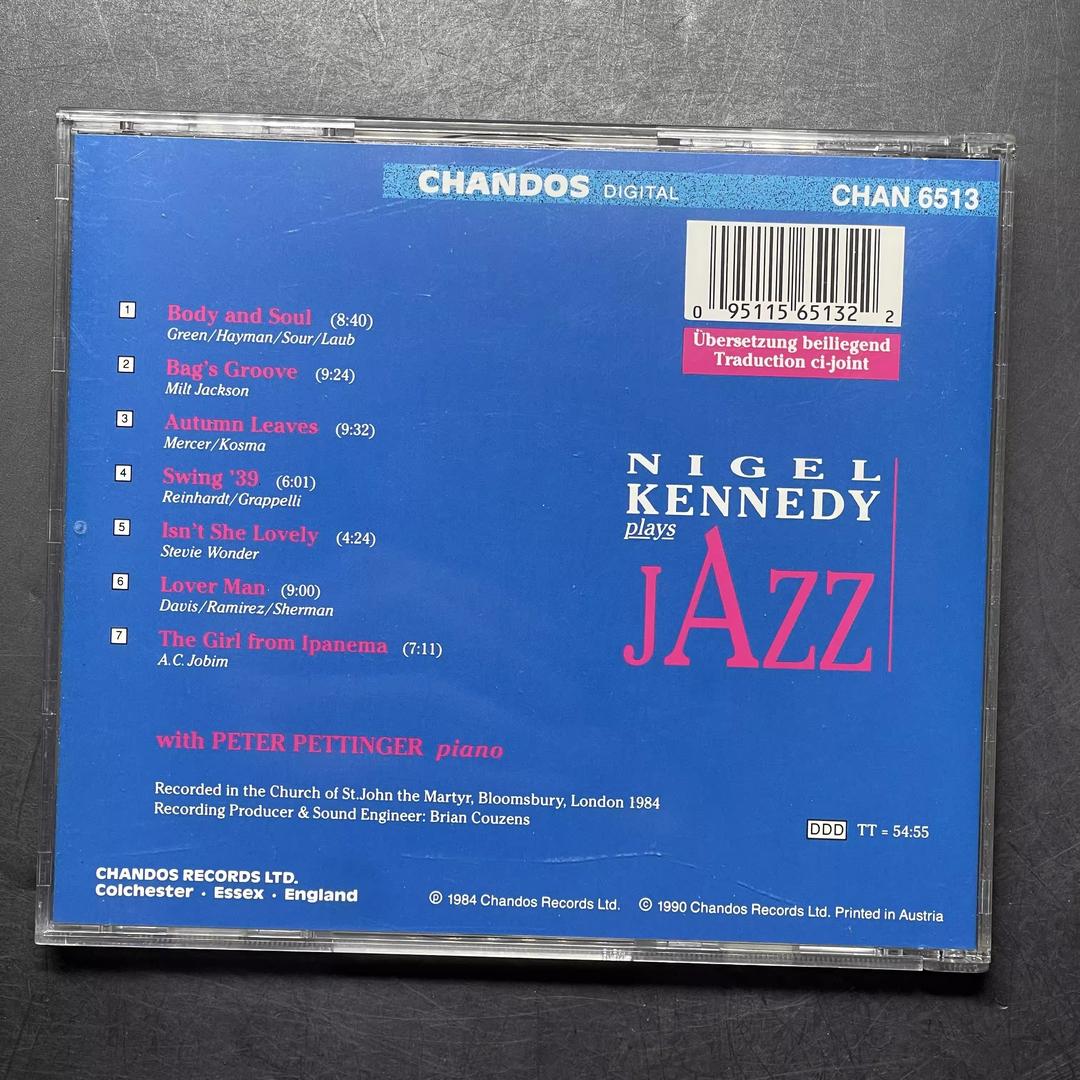 CHANDOS DIGITAL CHAN 6513
0 95115 65132 2
Übersetzung beiliegend
Traduction ci-joint
1 Body and Soul (8:40)
Green/Hayman/Sour/Laub
2 Bag's Groove (9:24)
Milt Jackson
3 Autumn Leaves (9:32)
Mercer/Kosma
4 Swing '39 (6:01)
Reinhardt/Grappelli
5 Isn't She Lovely (4:24)
Stevie Wonder
6 Lover Man (9:00)
Davis/Ramirez/Sherman
7 The Girl from Ipanema (7:11)
A.C. Jobim
NIGEL
KENNEDY
plays
JAZZ
with PETER PETTINGER piano
Recorded in the Church of St.John the Martyr, Bloomsbury, London 1984
Recording Producer & Sound Engineer: Brian Couzens
DDD TT = 54:55
CHANDOS RECORDS LTD.
Colchester · Essex · England
℗ 1984 Chandos Records Ltd. © 1990 Chandos Records Ltd. Printed in Austria